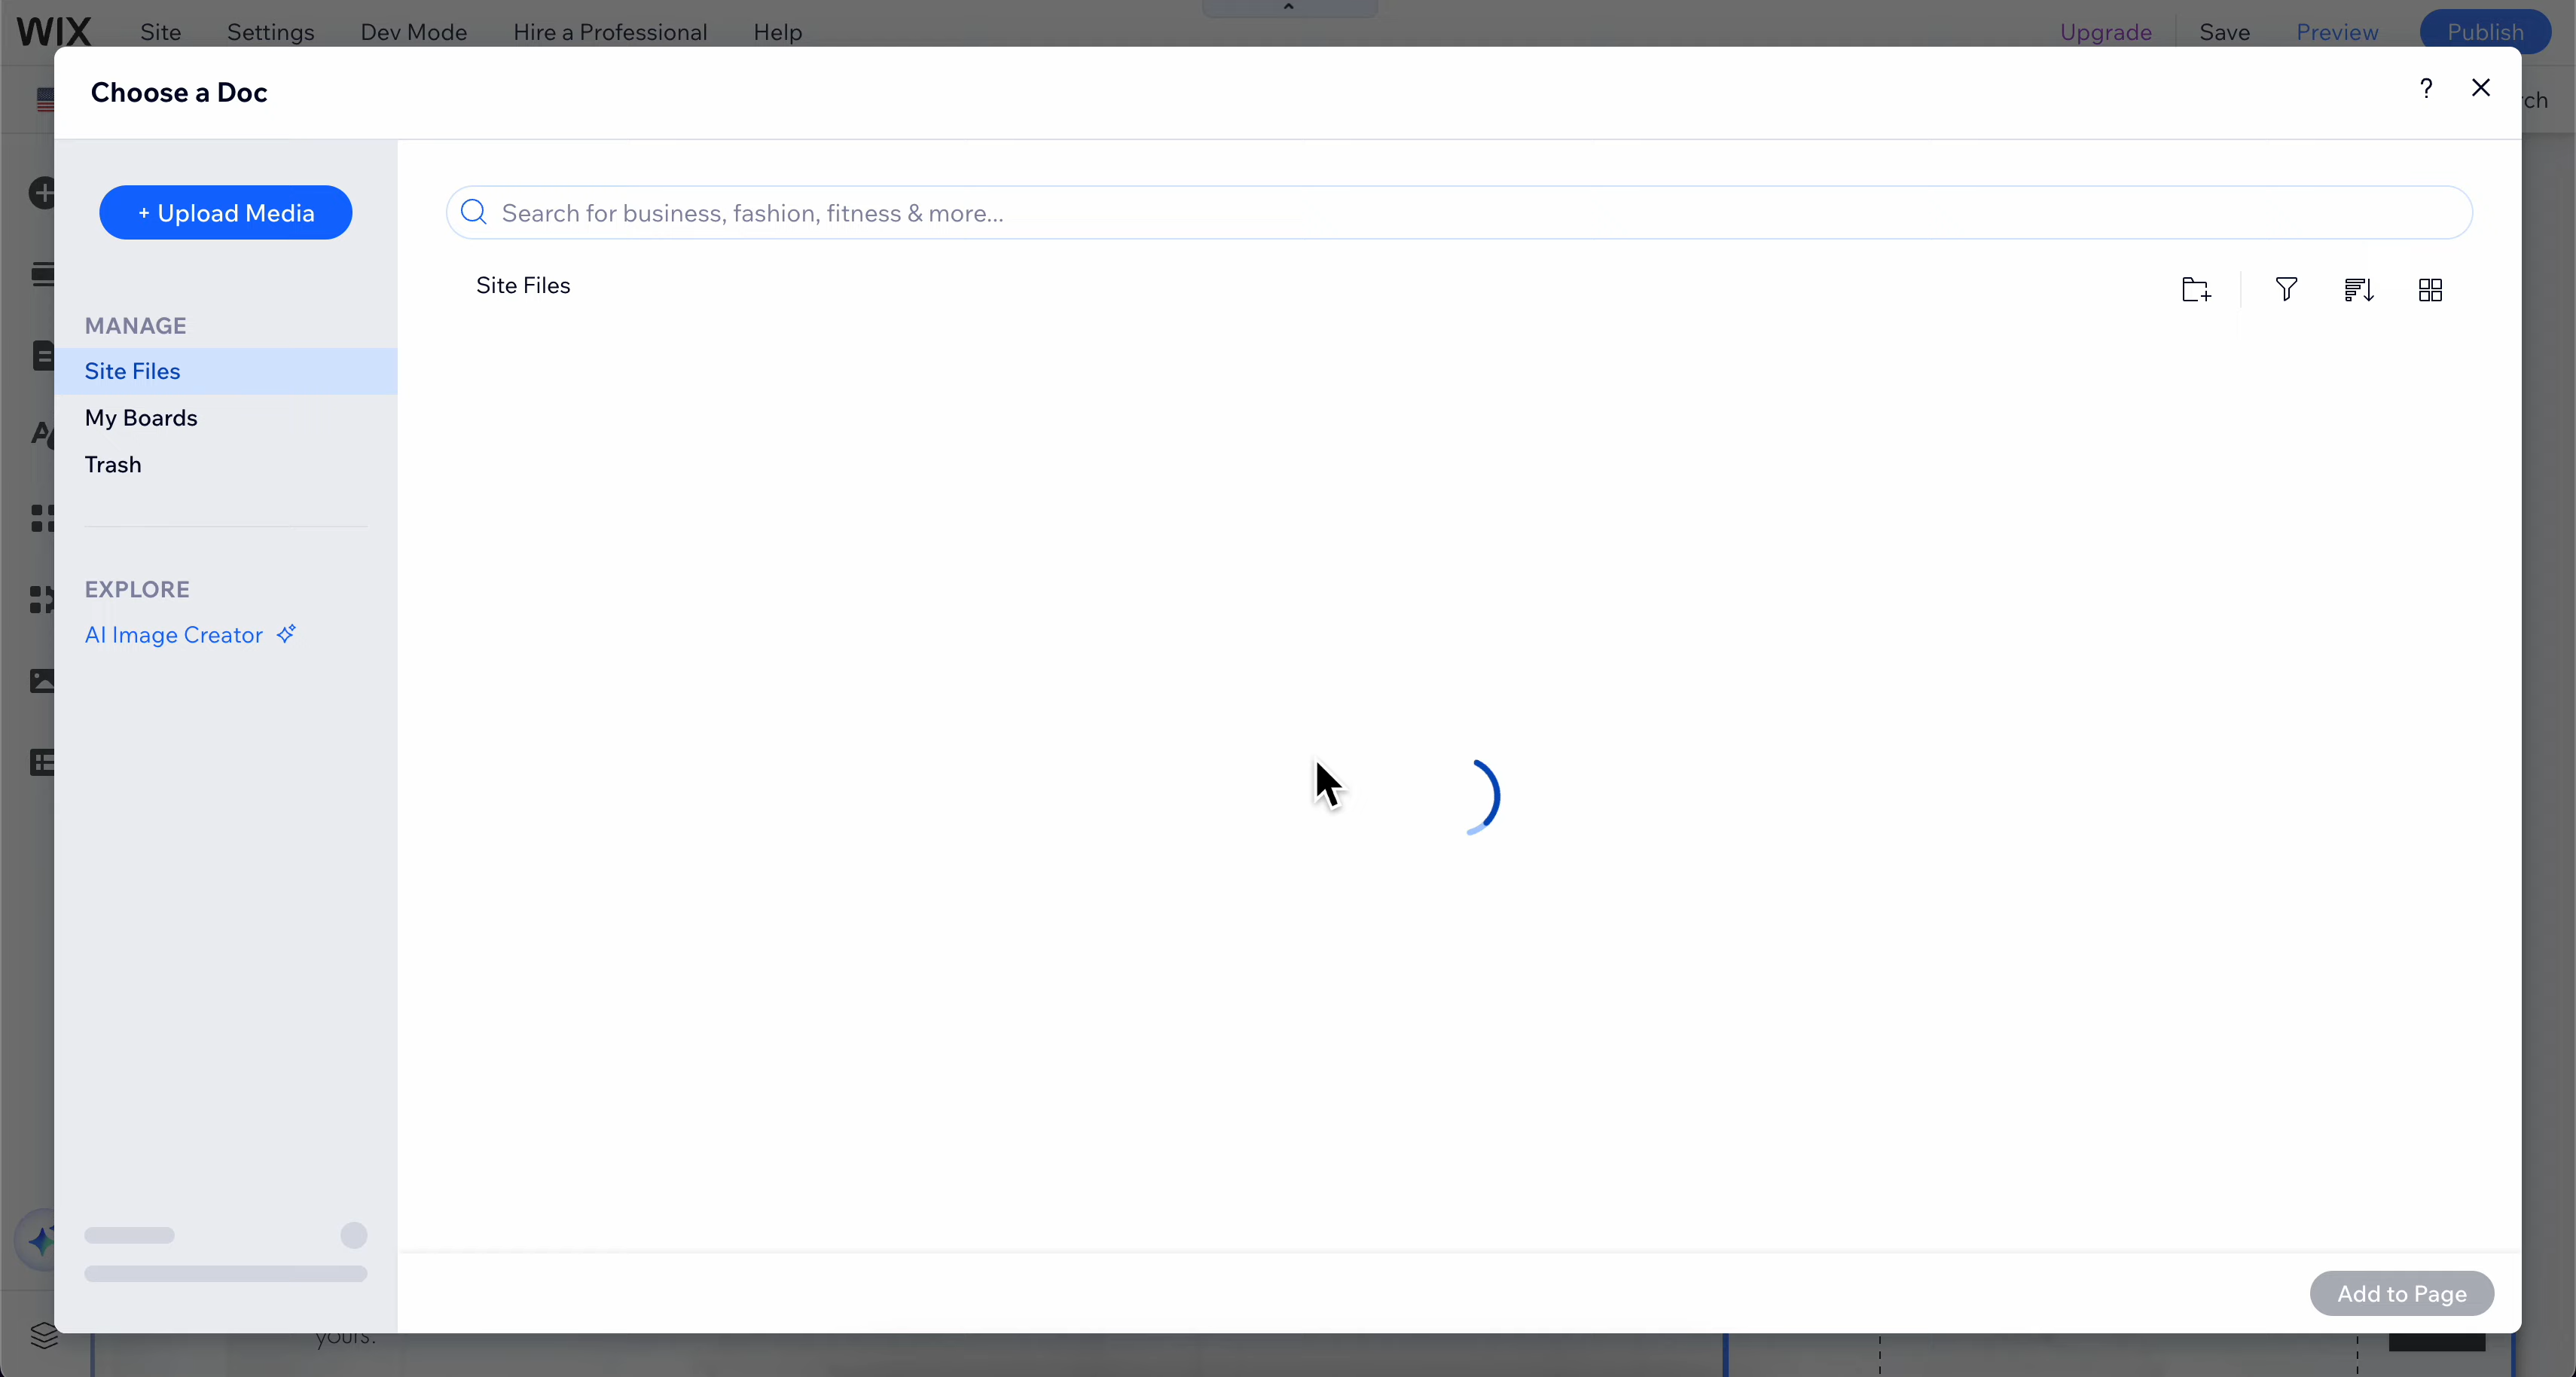 WIX Site Settings Dev Mode Hire a Professional Help Upgrade Save Preview Publish
Choose a Doc ?
+ Upload Media
Search for business, fashion, fitness & more...
Site Files
MANAGE
Site Files
My Boards
Trash
EXPLORE
AI Image Creator
Add to Page
yours.